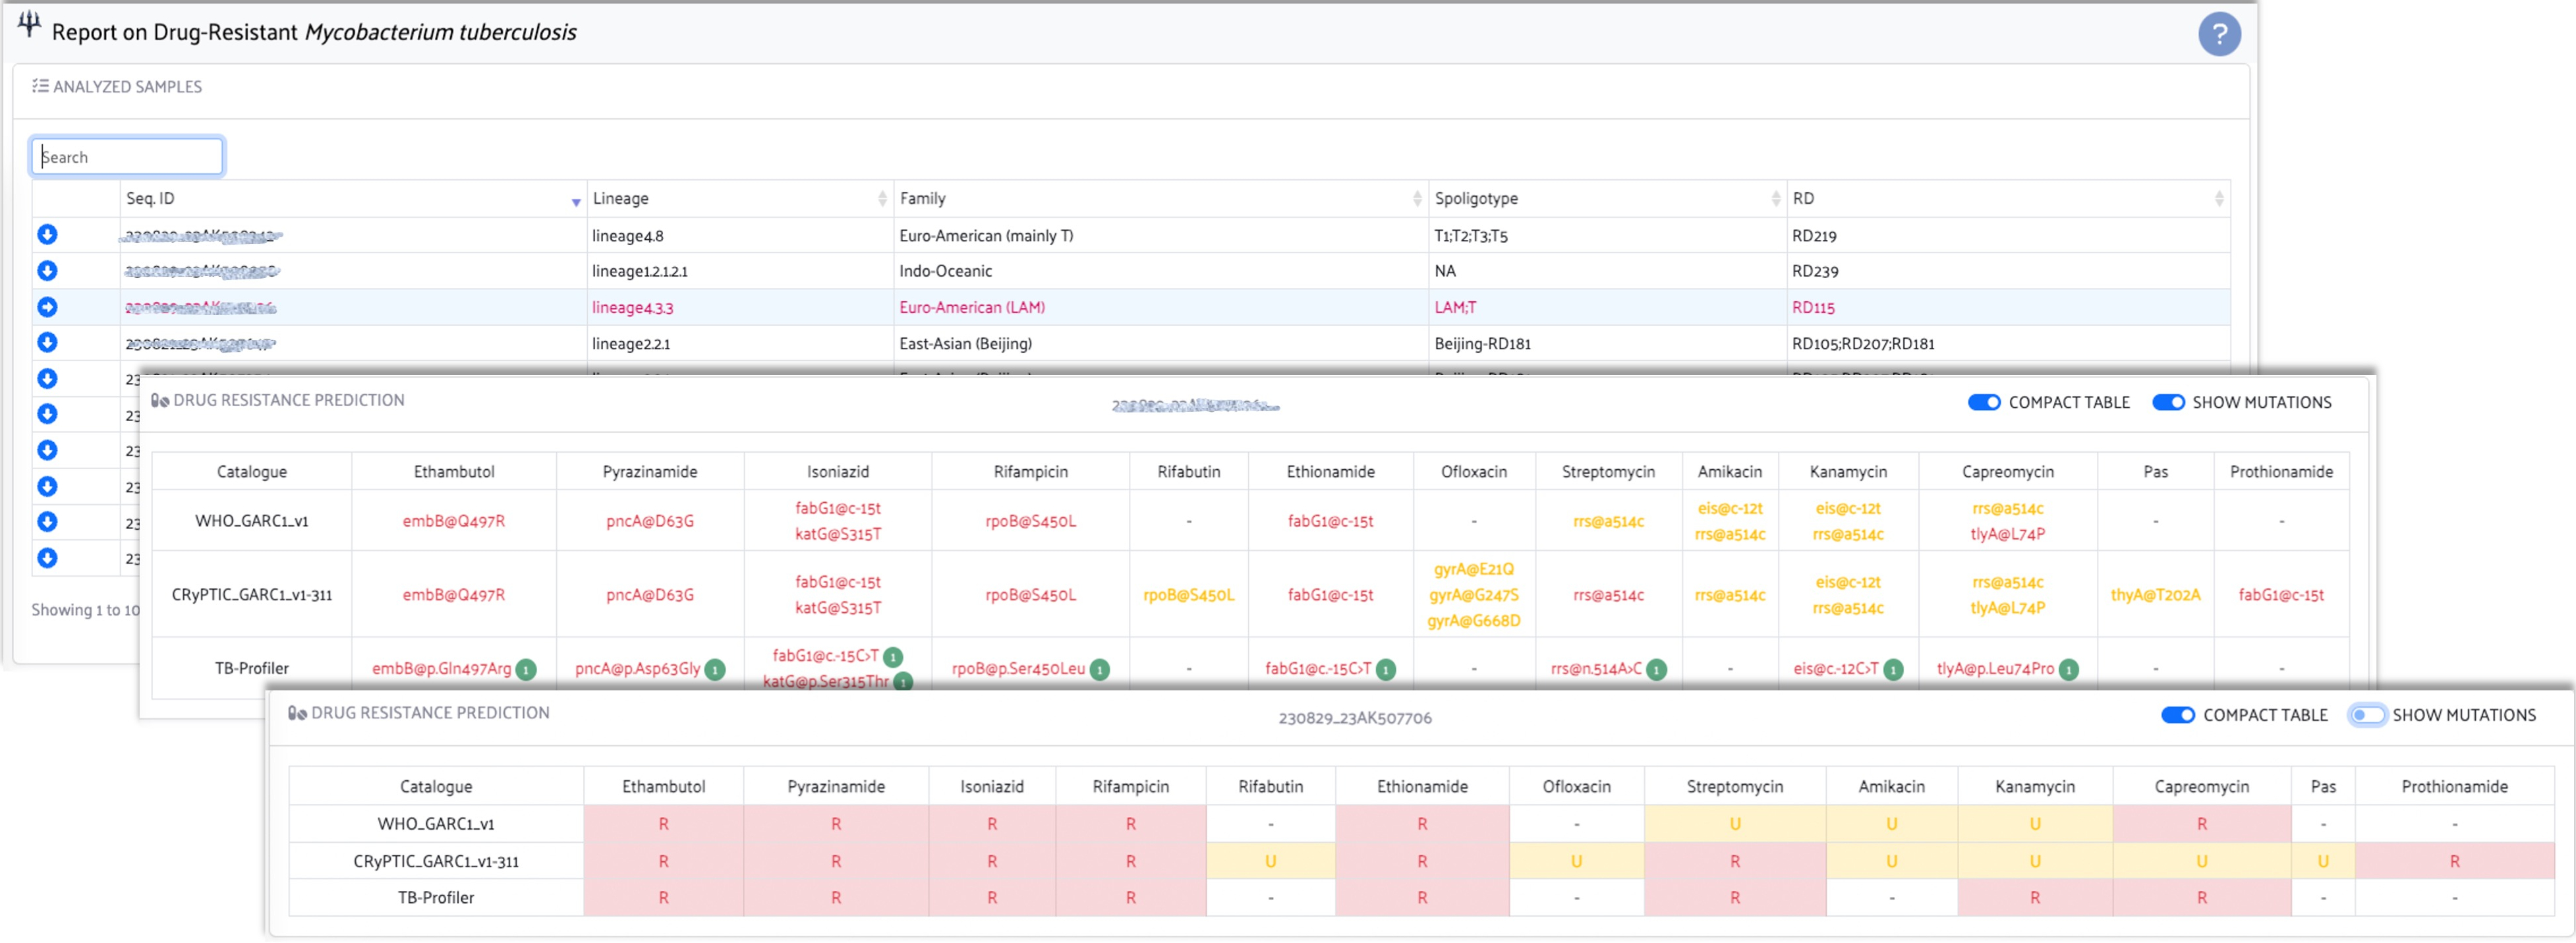 Report on Drug-Resistant Mycobacterium tuberculosis
?
ANALYZED SAMPLES
Search
Seq. ID Lineage Family Spoligotype RD
lineage4.8 Euro-American (mainly T) T1;T2;T3;T5 RD219
lineage1.2.1.2.1 Indo-Oceanic NA RD239
lineage4.3.3 Euro-American (LAM) LAM;T RD115
lineage2.2.1 East-Asian (Beijing) Beijing-RD181 RD105;RD207;RD181
23
23
23
23
23
23
Showing 1 to 10
DRUG RESISTANCE PREDICTION COMPACT TABLE SHOW MUTATIONS
Catalogue Ethambutol Pyrazinamide Isoniazid Rifampicin Rifabutin Ethionamide Ofloxacin Streptomycin Amikacin Kanamycin Capreomycin Pas Prothionamide
fabG1@c-15t eis@c-12t eis@c-12t rrs@a514c
WHO_GARC1_v1 embB@Q497R pncA@D63G rpoB@S450L - fabG1@c-15t - rrs@a514c - -
katG@S315T rrs@a514c rrs@a514c tlyA@L74P
gyrA@E21Q
fabG1@c-15t eis@c-12t rrs@a514c
CRyPTIC_GARC1_v1-311 embB@Q497R pncA@D63G rpoB@S450L rpoB@S450L fabG1@c-15t gyrA@G247S rrs@a514c rrs@a514c thyA@T202A fabG1@c-15t
katG@S315T rrs@a514c tlyA@L74P
gyrA@G668D
fabG1@c.-15C>T 1
TB-Profiler embB@p.Gln497Arg 1 pncA@p.Asp63Gly 1 rpoB@p.Ser450Leu 1 - fabG1@c.-15C>T 1 - rrs@n.514A>C 1 - eis@c.-12C>T 1 tlyA@p.Leu74Pro 1 - -
katG@p.Ser315Thr 1
DRUG RESISTANCE PREDICTION 230829_23AK507706 COMPACT TABLE SHOW MUTATIONS
Catalogue Ethambutol Pyrazinamide Isoniazid Rifampicin Rifabutin Ethionamide Ofloxacin Streptomycin Amikacin Kanamycin Capreomycin Pas Prothionamide
WHO_GARC1_v1 R R R R - R - U U U R - -
CRyPTIC_GARC1_v1-311 R R R R U R U R U U U U R
TB-Profiler R R R R - R - R - R R - -